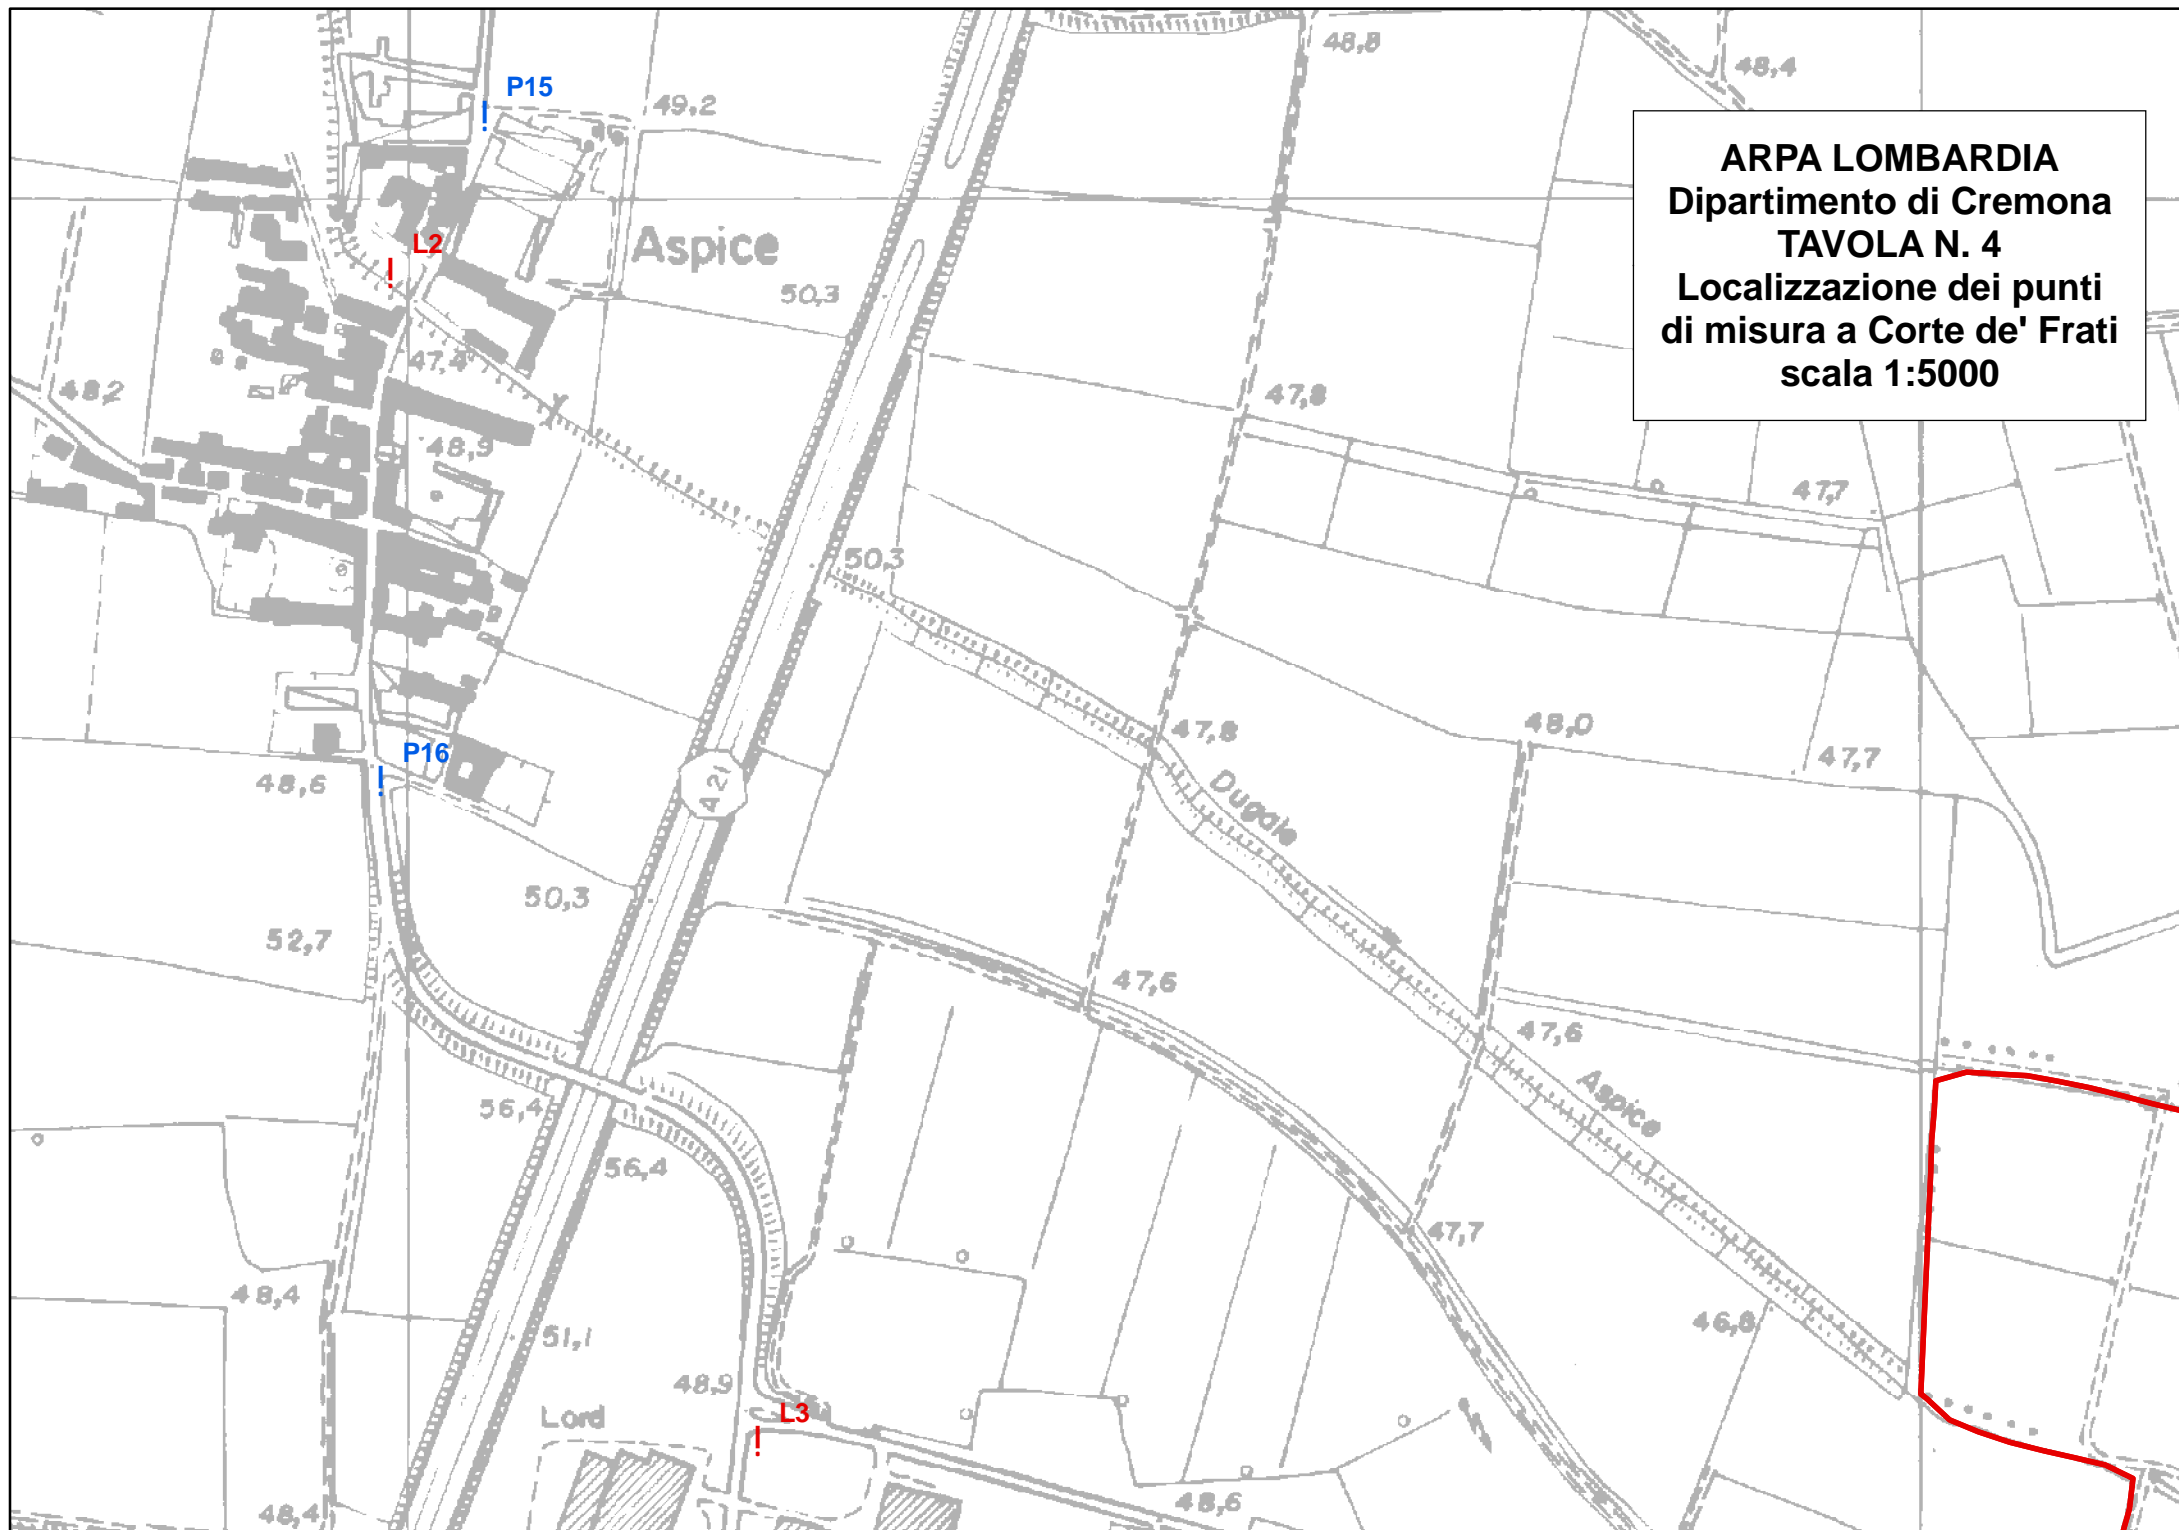 48,8
48,4
P15
49,2
ARPA LOMBARDIA
Dipartimento di Cremona
TAVOLA N. 4
Localizzazione dei punti
di misura a Corte de' Frati
scala 1:5000
L2
Aspice
50,3
47,4
48,2
47,8
48,9
47,7
50,3
47,8
48,0
47,7
P16
48,6
A 21
Dugale
50,3
52,7
47,6
47,6
56,4
Aspice
56,4
47,7
48,4
46,8
51,1
48,9
L3
Lord
48,6
48,4